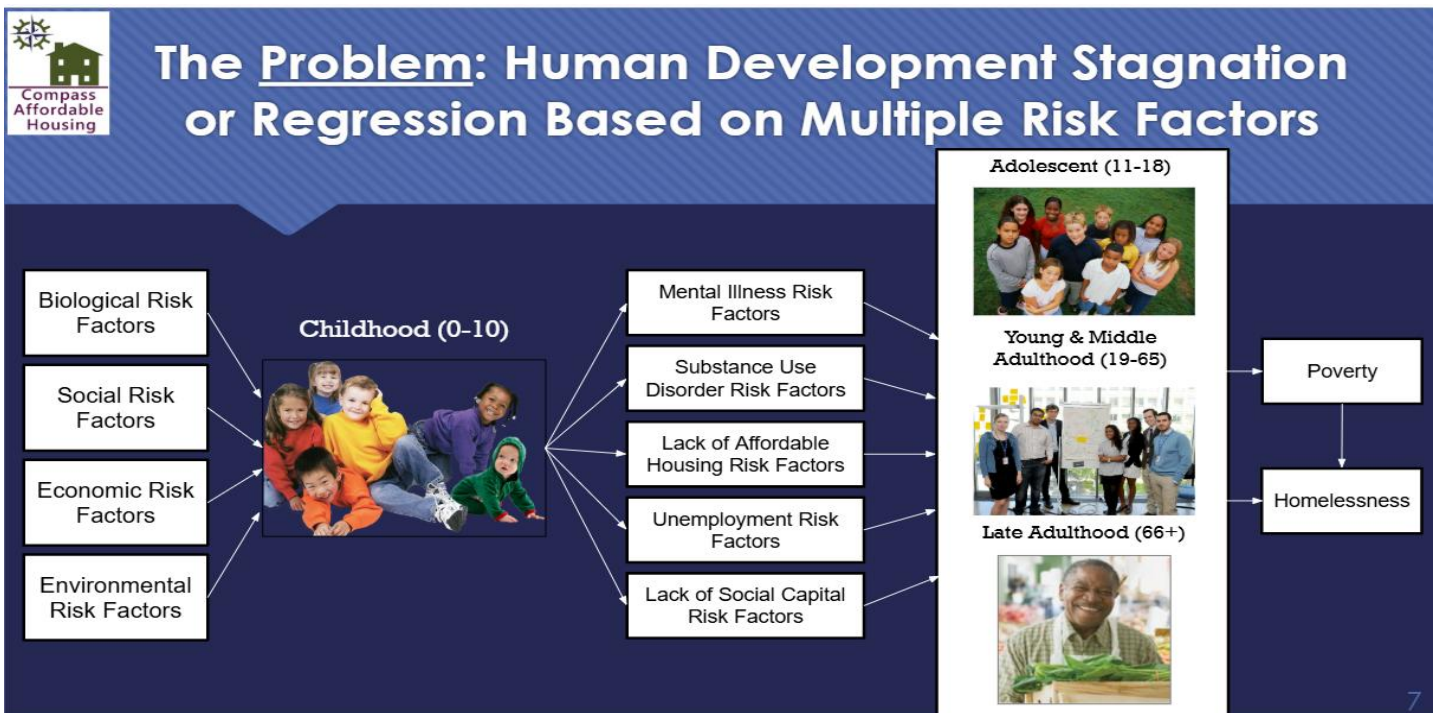 Compass
Affordable
Housing
The Problem: Human Development Stagnation
or Regression Based on Multiple Risk Factors
Biological Risk
Factors
Social Risk
Factors
Economic Risk
Factors
Environmental
Risk Factors
Childhood (0-10)
Mental Illness Risk
Factors
Substance Use
Disorder Risk Factors
Lack of Affordable
Housing Risk Factors
Unemployment Risk
Factors
Lack of Social Capital
Risk Factors
Adolescent (11-18)
Young & Middle
Adulthood (19-65)
Late Adulthood (66+)
Poverty
Homelessness
7